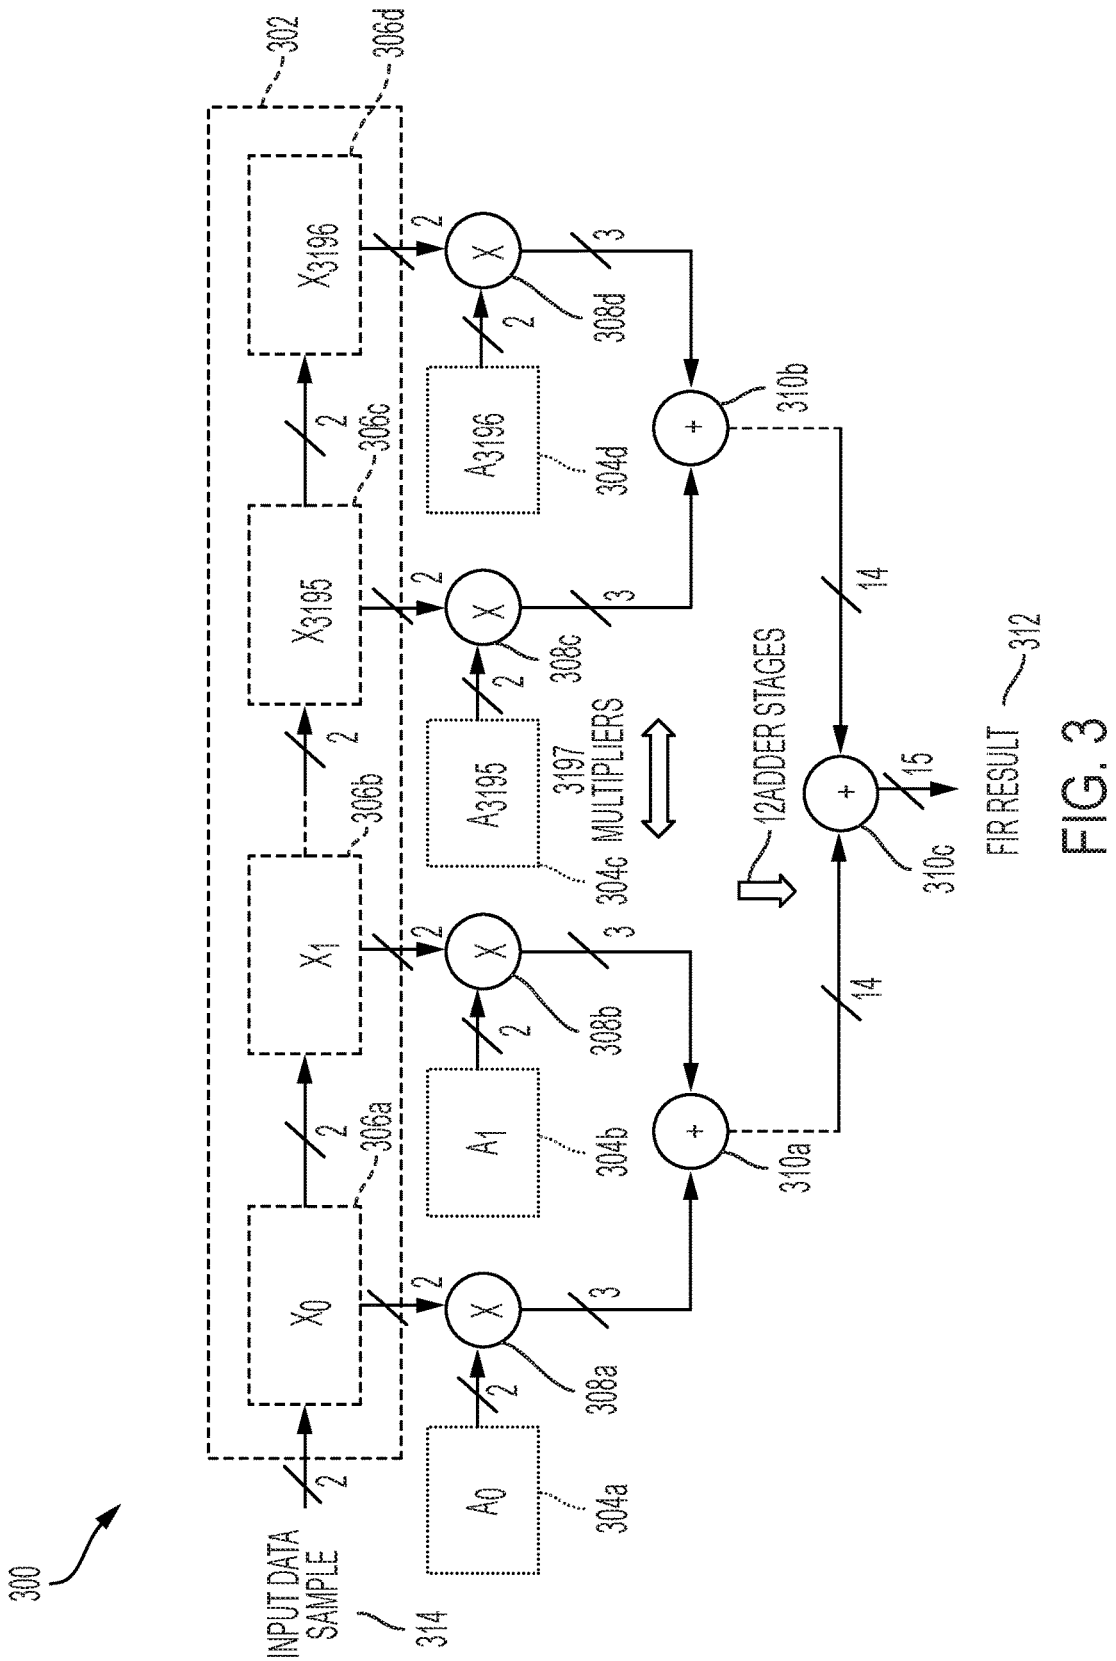 300
INPUT DATA
SAMPLE
314
2
X0
306a
2
X1
306b
2
X3195
306c
2
X3196
306d
302
2
2
2
2
A0
304a
2
X
308a
A1
304b
2
X
308b
A3195
304c
2
X
308c
A3196
304d
2
X
308d
3
3
3
3
3197
MULTIPLIERS
+
310a
+
310b
12ADDER STAGES
14
14
+
310c
15
FIR RESULT
312
FIG. 3